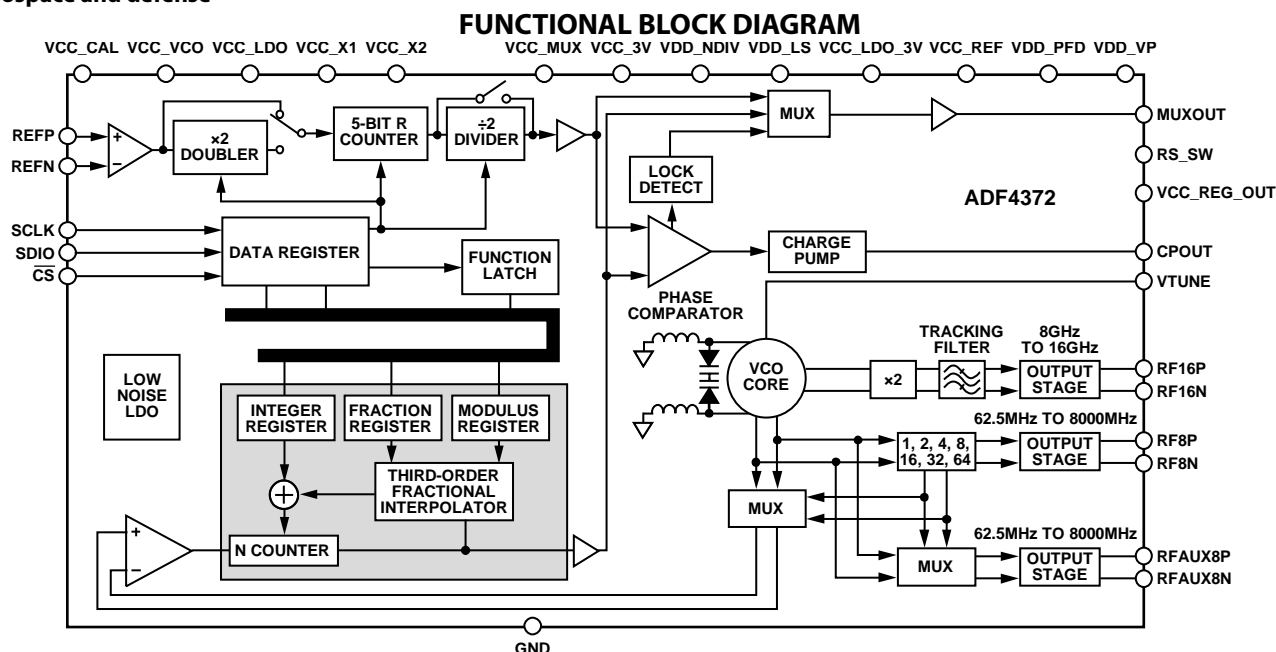 FUNCTIONAL BLOCK DIAGRAM
VCC_CAL VCC_VCO VCC_LDO VCC_X1 VCC_X2 VCC_MUX VCC_3V VDD_NDIV VDD_LS VCC_LDO_3V VCC_REF VDD_PFD VDD_VP
REFP
REFN
+
−
×2
DOUBLER
5-BIT R
COUNTER
÷2
DIVIDER
MUX
MUXOUT
RS_SW
VCC_REG_OUT
LOCK
DETECT
ADF4372
SCLK
SDIO
CS
DATA REGISTER
FUNCTION
LATCH
CHARGE
PUMP
CPOUT
VTUNE
PHASE
COMPARATOR
VCO
CORE
×2
TRACKING
FILTER
8GHz
TO 16GHz
OUTPUT
STAGE
RF16P
RF16N
LOW
NOISE
LDO
INTEGER
REGISTER
FRACTION
REGISTER
MODULUS
REGISTER
THIRD-ORDER
FRACTIONAL
INTERPOLATOR
+
N COUNTER
+
−
62.5MHz TO 8000MHz
1, 2, 4, 8,
16, 32, 64
OUTPUT
STAGE
RF8P
RF8N
MUX
62.5MHz TO 8000MHz
MUX
OUTPUT
STAGE
RFAUX8P
RFAUX8N
GND